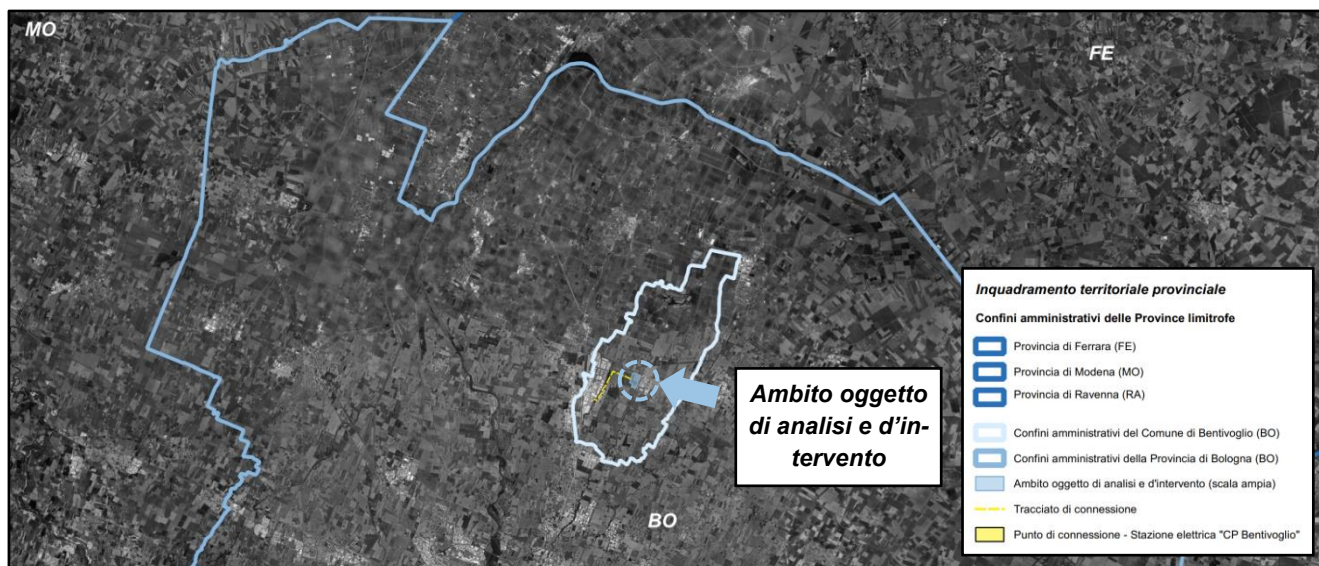 MO
FE
Ambito oggetto
di analisi e d'in-
tervento
BO
Inquadramento territoriale provinciale
Confini amministrativi delle Province limitrofe
Provincia di Ferrara (FE)
Provincia di Modena (MO)
Provincia di Ravenna (RA)
Confini amministrativi del Comune di Bentivoglio (BO)
Confini amministrativi della Provincia di Bologna (BO)
Ambito oggetto di analisi e d'intervento (scala ampia)
Tracciato di connessione
Punto di connessione - Stazione elettrica "CP Bentivoglio"